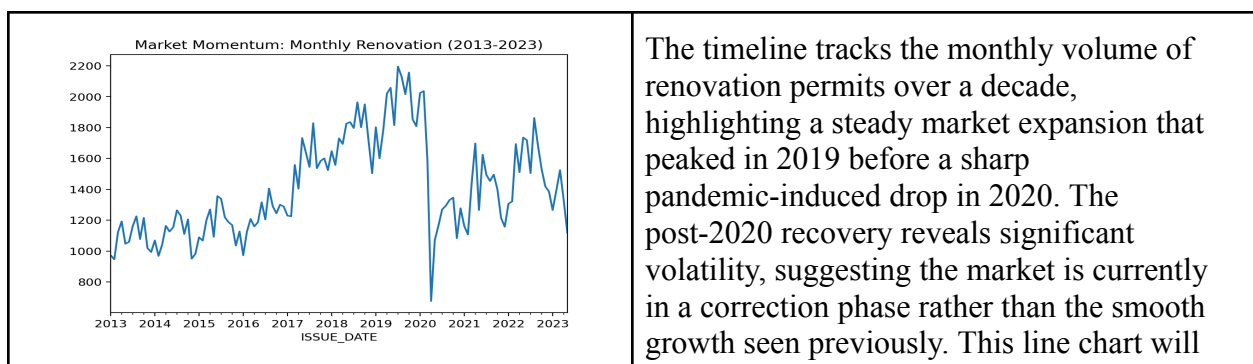 Market Momentum: Monthly Renovation (2013-2023)
2200
2000
1800
1600
1400
1200
1000
800
2013 2014 2015 2016 2017 2018 2019 2020 2021 2022 2023
ISSUE_DATE
The timeline tracks the monthly volume of
renovation permits over a decade,
highlighting a steady market expansion that
peaked in 2019 before a sharp
pandemic-induced drop in 2020. The
post-2020 recovery reveals significant
volatility, suggesting the market is currently
in a correction phase rather than the smooth
growth seen previously. This line chart will